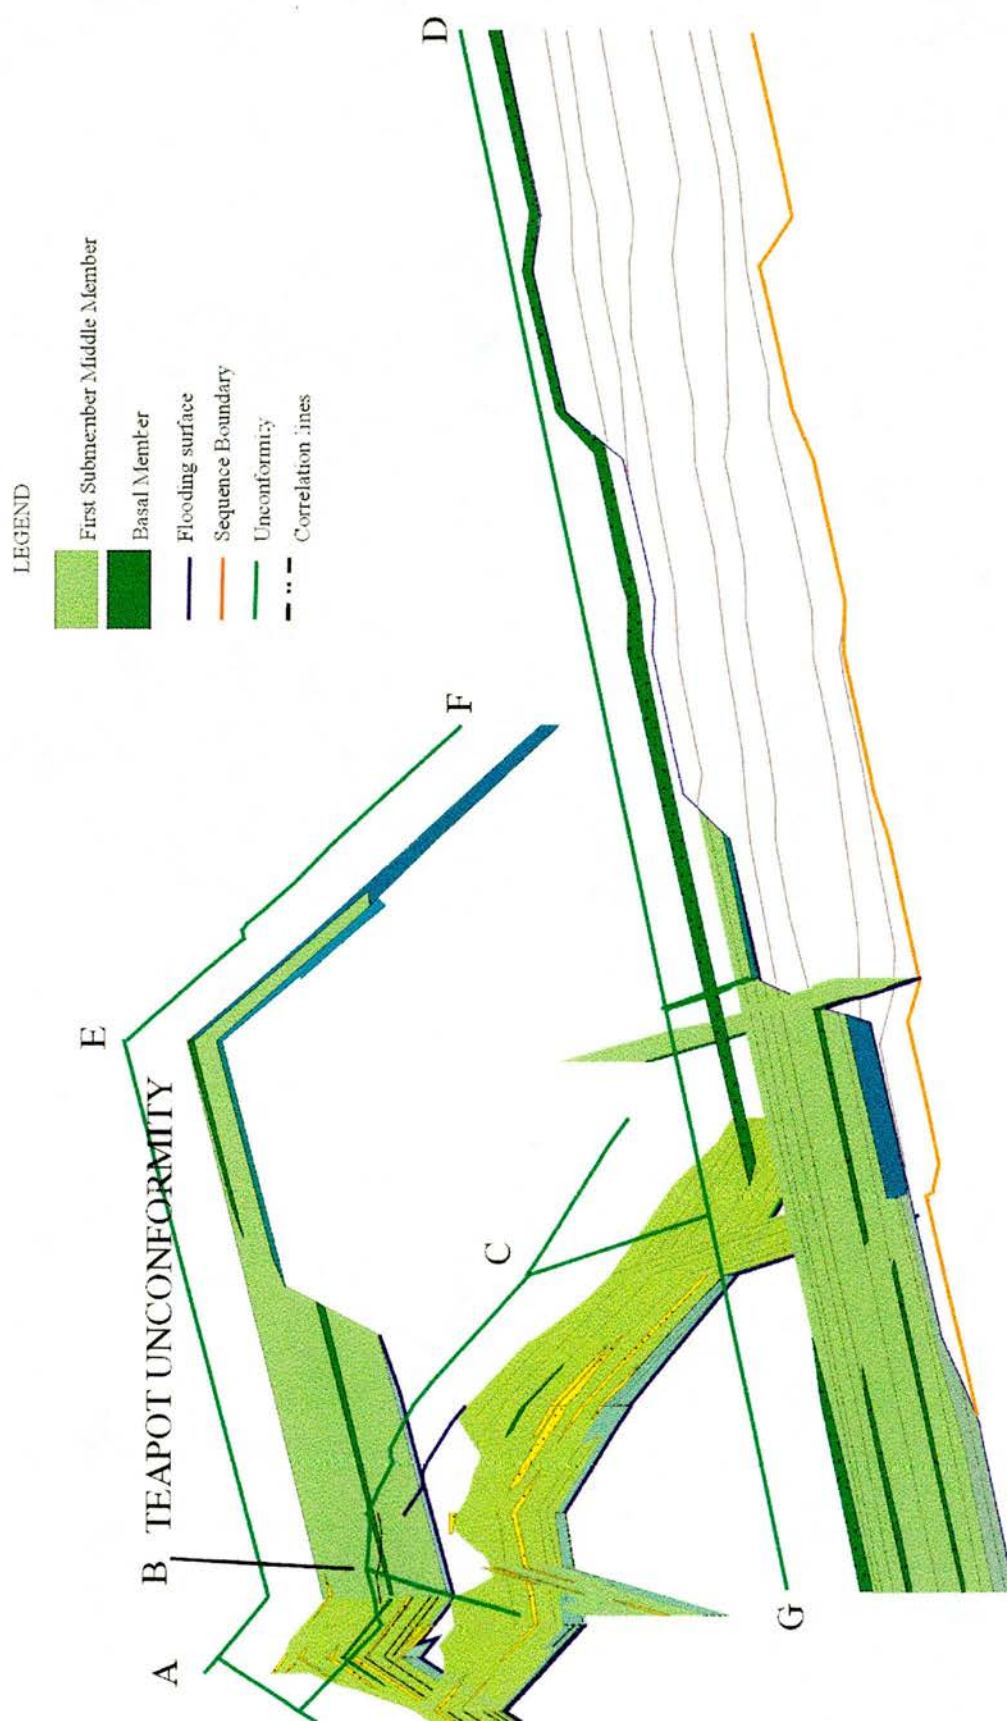 LEGEND
First Submember Middle Member
Basal Member
Flooding surface
Sequence Boundary
Unconformity
Correlation lines
A
B
TEAPOT UNCONFORMITY
C
D
E
F
G